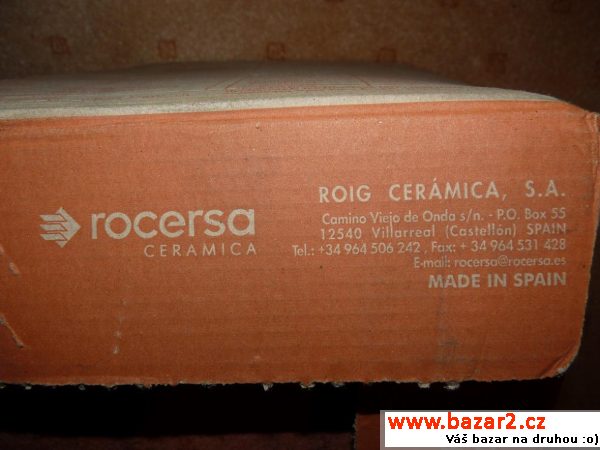 rocersa
CERAMICA
ROIG CERÁMICA, S.A.
Camino Viejo de Onda s/n. - P.O. Box 55
12540 Villarreal (Castellón) SPAIN
Tel.: +34 964 506 242 , Fax: + 34 964 531 428
E-mail: rocersa@rocersa.es
MADE IN SPAIN
www.bazar2.cz
Váš bazar na druhou :o)